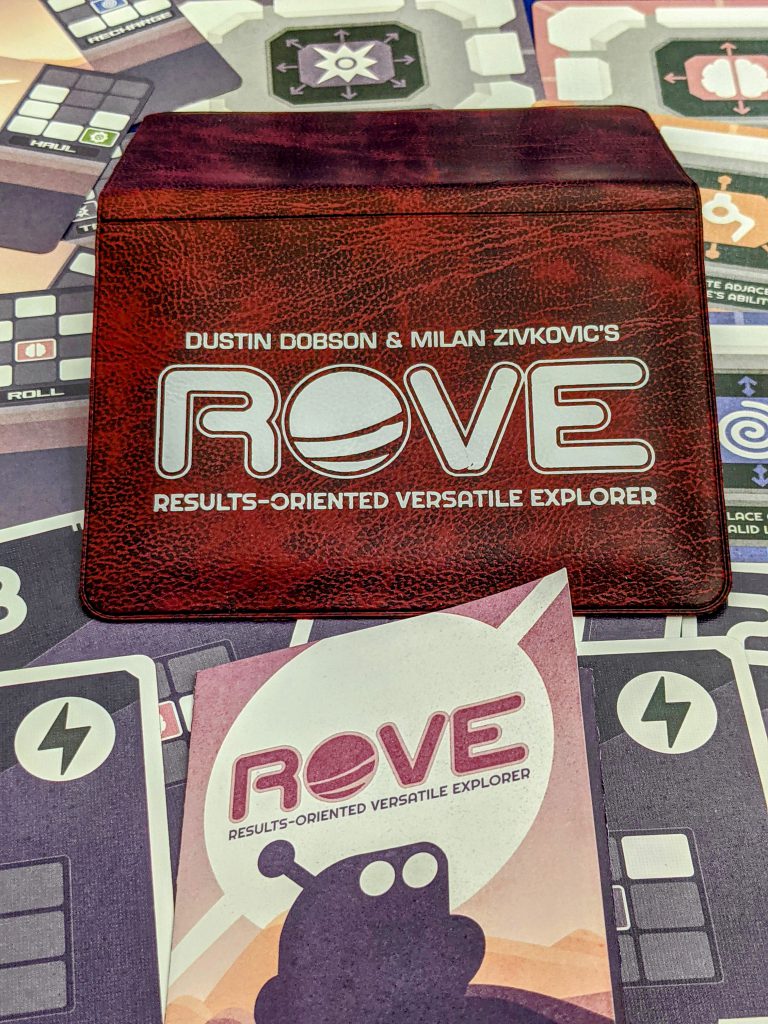 RECHARGE
HAUL
ROLL
DUSTIN DOBSON & MILAN ZIVKOVIC'S
ROVE
RESULTS-ORIENTED VERSATILE EXPLORER
ROVE
RESULTS-ORIENTED VERSATILE EXPLORER